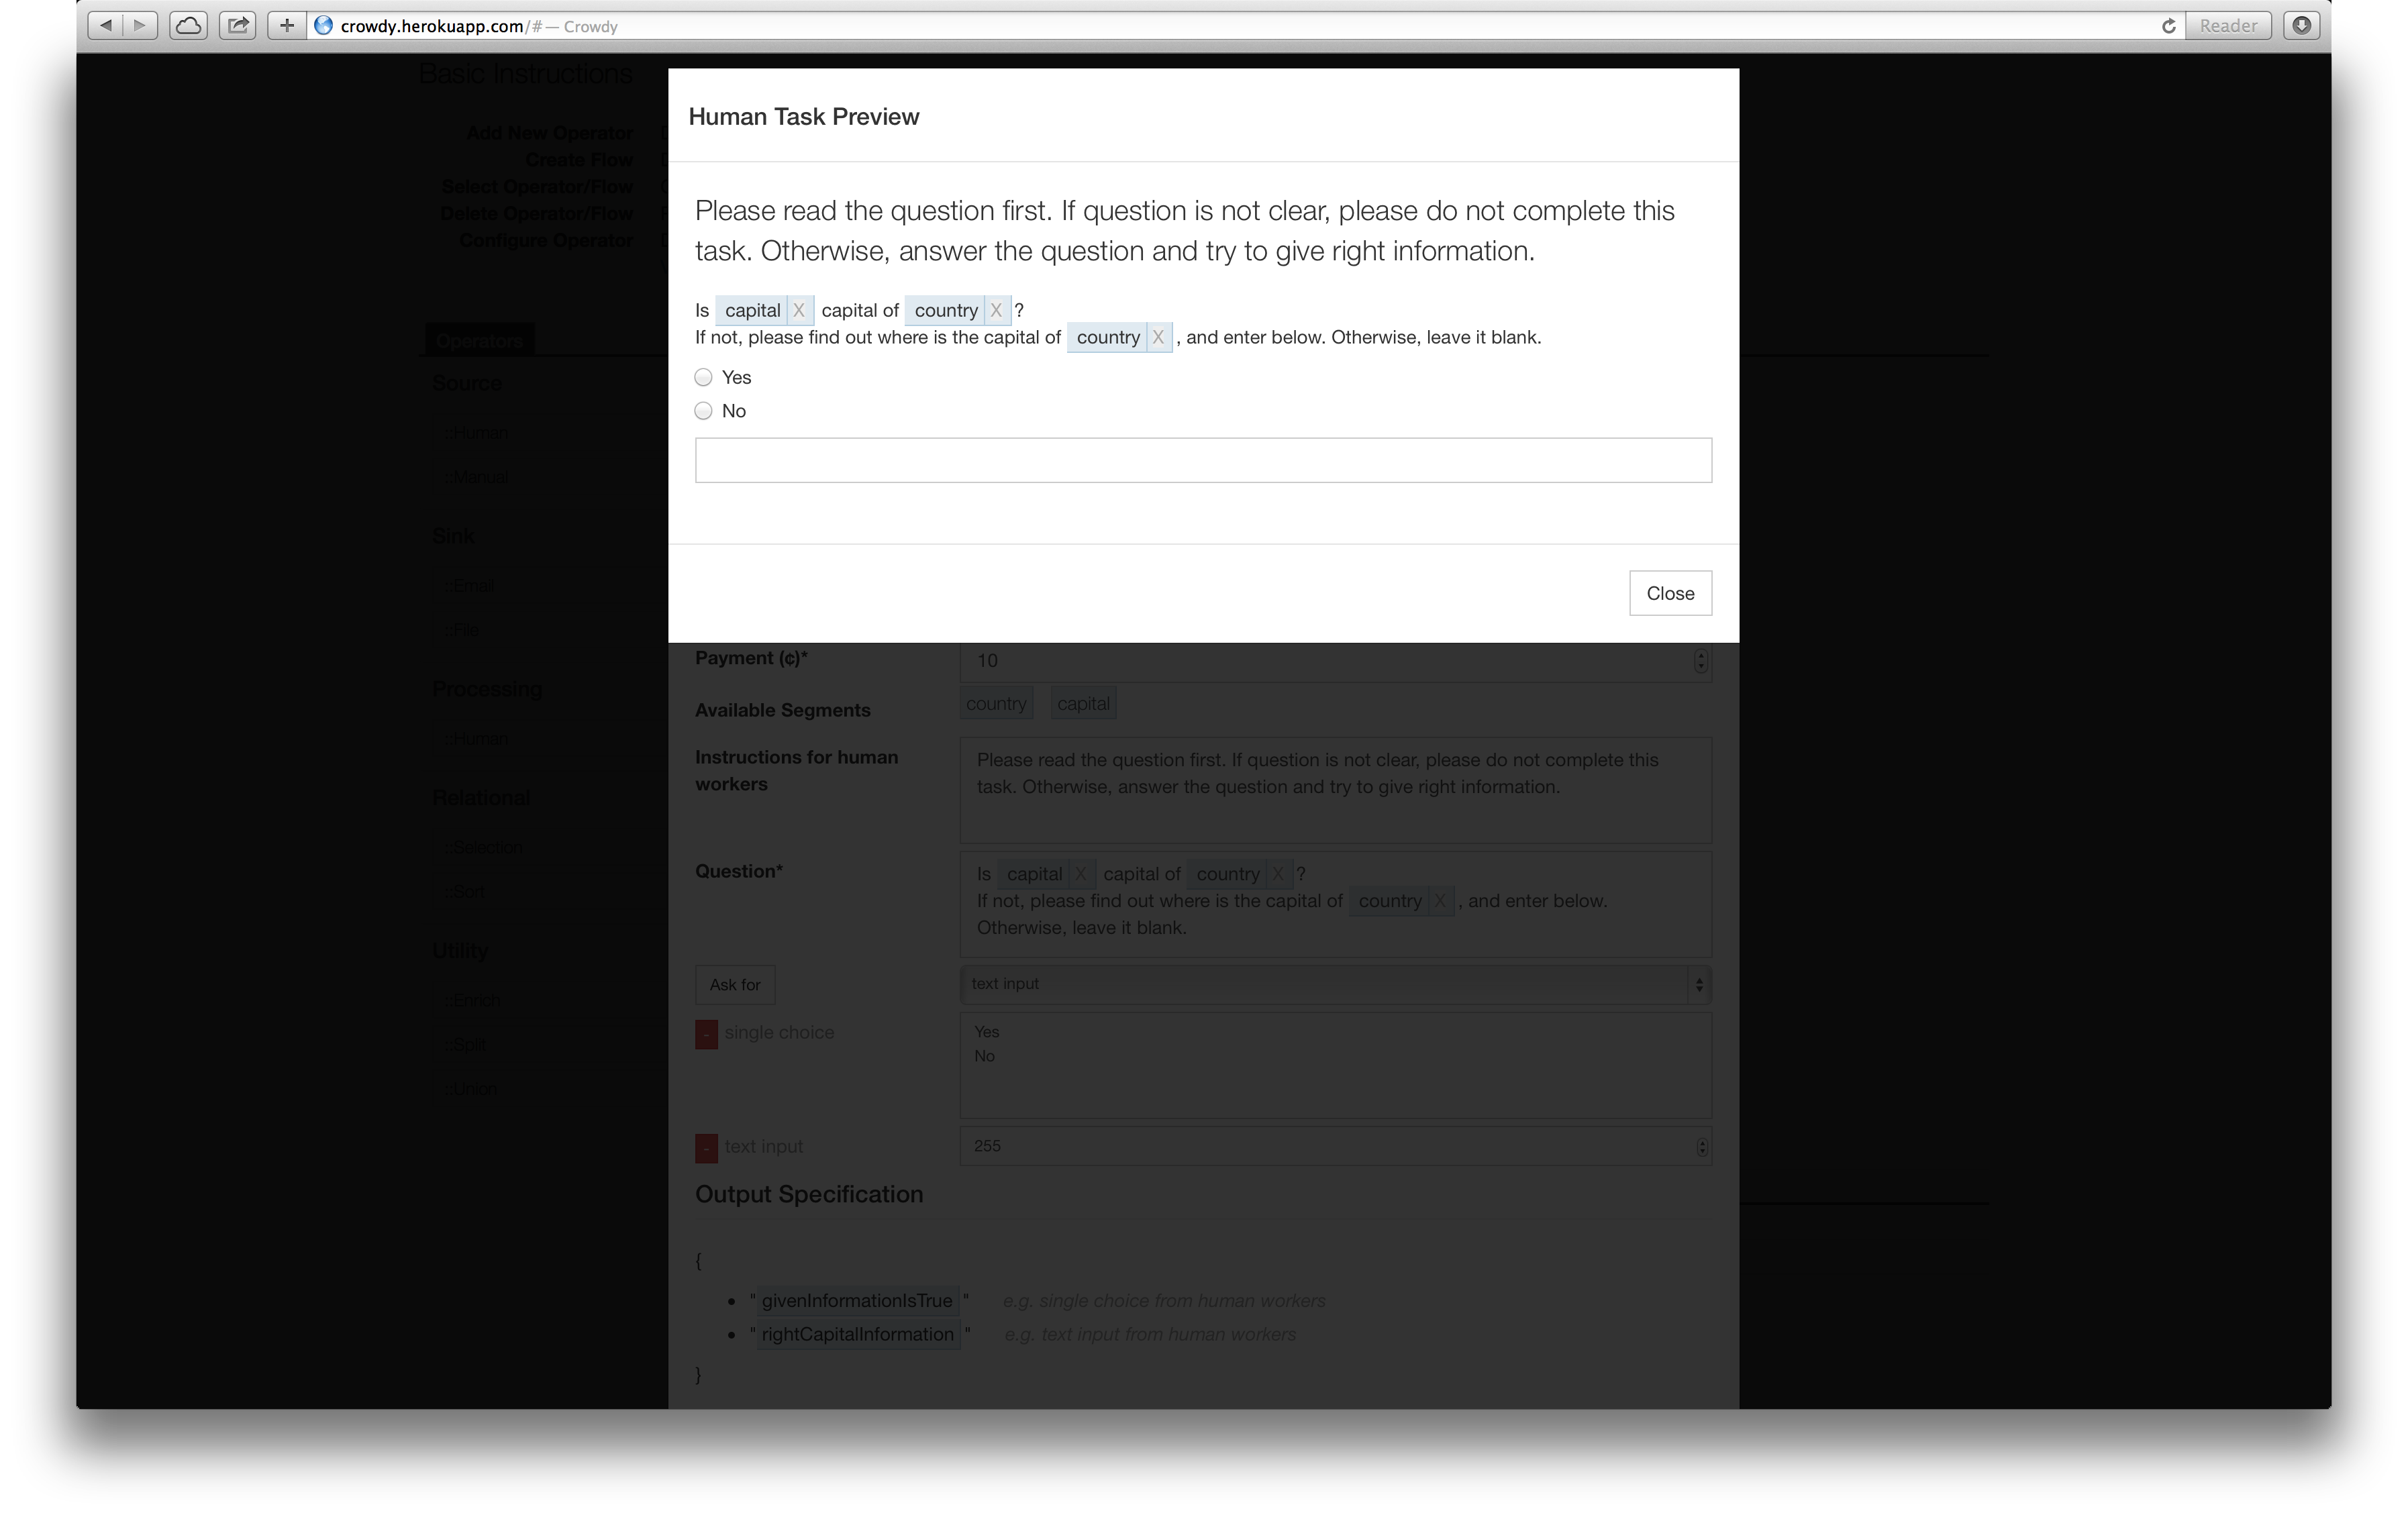 crowdy.herokuapp.com/# — Crowdy
Reader
Basic Instructions
Add New Operator
Create Flow
Select Operator/Flow
Delete Operator/Flow
Configure Operator
Operators
Source
::Human
::Manual
Sink
::Email
::File
Processing
::Human
Relational
::Selection
::Sort
Utility
::Enrich
::Split
::Union
Human Task Preview
Please read the question first. If question is not clear, please do not complete this
task. Otherwise, answer the question and try to give right information.
Is capital X capital of country X ?
If not, please find out where is the capital of country X , and enter below. Otherwise, leave it blank.
Yes
No
Close
Payment (¢)* 10
Available Segments country capital
Instructions for human
workers
Please read the question first. If question is not clear, please do not complete this
task. Otherwise, answer the question and try to give right information.
Question*
Is capital X capital of country X ?
If not, please find out where is the capital of country X , and enter below.
Otherwise, leave it blank.
Ask for text input
- single choice
Yes
No
- text input 255
Output Specification
{
• " givenInformationIsTrue " e.g. single choice from human workers
• " rightCapitalInformation " e.g. text input from human workers
}